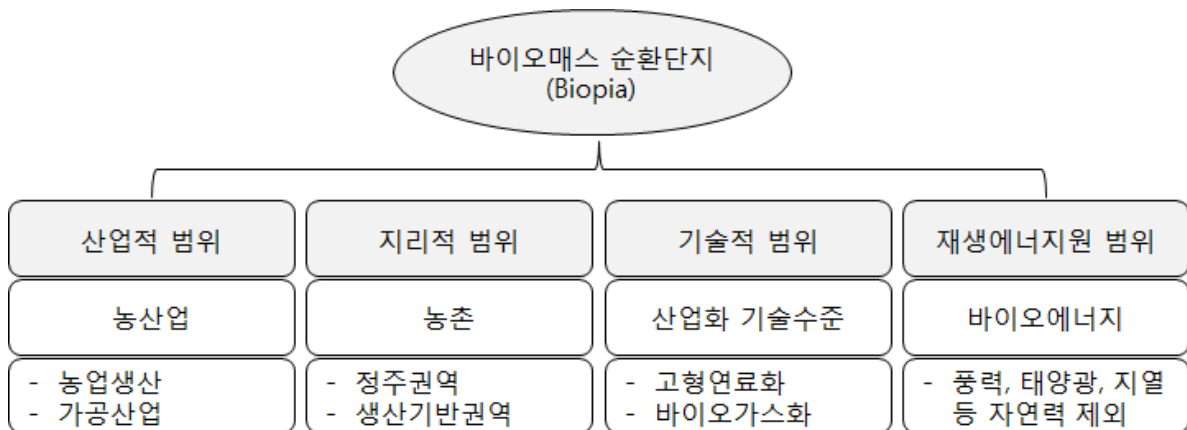 바이오매스 순환단지
(Biopia)
산업적 범위
지리적 범위
기술적 범위
재생에너지원 범위
농산업
농촌
산업화 기술수준
바이오에너지
- 농업생산
- 가공산업
- 정주권역
- 생산기반권역
- 고형연료화
- 바이오가스화
- 풍력, 태양광, 지열
등 자연력 제외